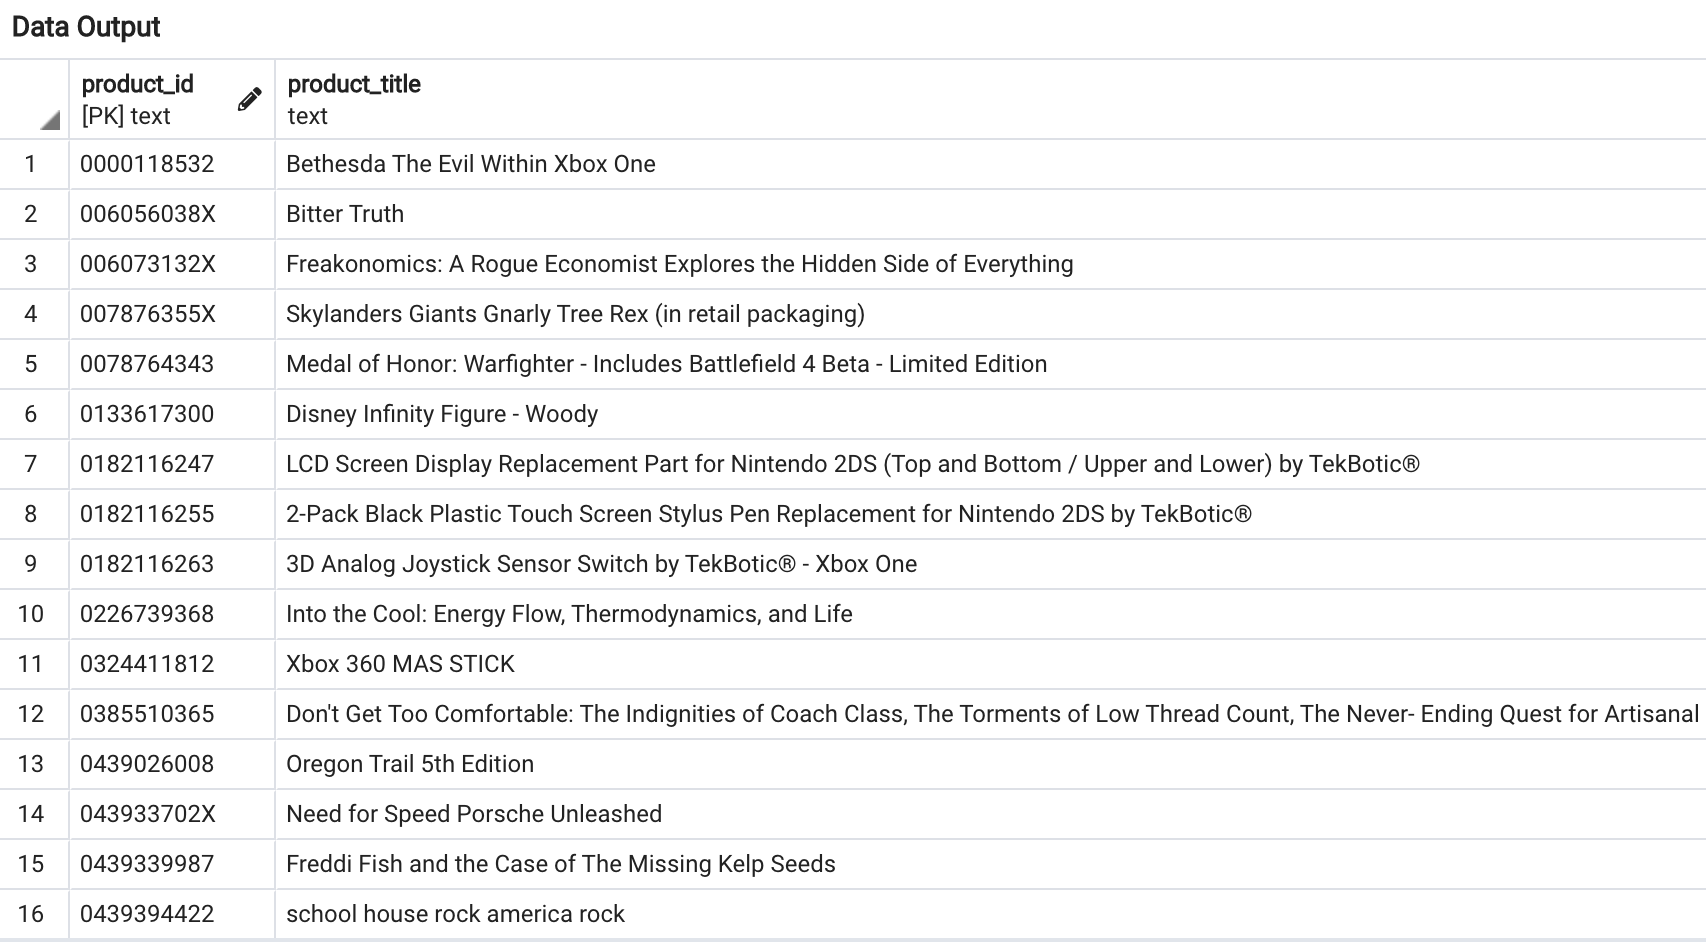 Data Output
product_id product_title
[PK] text text
1 0000118532 Bethesda The Evil Within Xbox One
2 006056038X Bitter Truth
3 006073132X Freakonomics: A Rogue Economist Explores the Hidden Side of Everything
4 007876355X Skylanders Giants Gnarly Tree Rex (in retail packaging)
5 0078764343 Medal of Honor: Warfighter - Includes Battlefield 4 Beta - Limited Edition
6 0133617300 Disney Infinity Figure - Woody
7 0182116247 LCD Screen Display Replacement Part for Nintendo 2DS (Top and Bottom / Upper and Lower) by TekBotic®
8 0182116255 2-Pack Black Plastic Touch Screen Stylus Pen Replacement for Nintendo 2DS by TekBotic®
9 0182116263 3D Analog Joystick Sensor Switch by TekBotic® - Xbox One
10 0226739368 Into the Cool: Energy Flow, Thermodynamics, and Life
11 0324411812 Xbox 360 MAS STICK
12 0385510365 Don't Get Too Comfortable: The Indignities of Coach Class, The Torments of Low Thread Count, The Never- Ending Quest for Artisanal
13 0439026008 Oregon Trail 5th Edition
14 043933702X Need for Speed Porsche Unleashed
15 0439339987 Freddi Fish and the Case of The Missing Kelp Seeds
16 0439394422 school house rock america rock